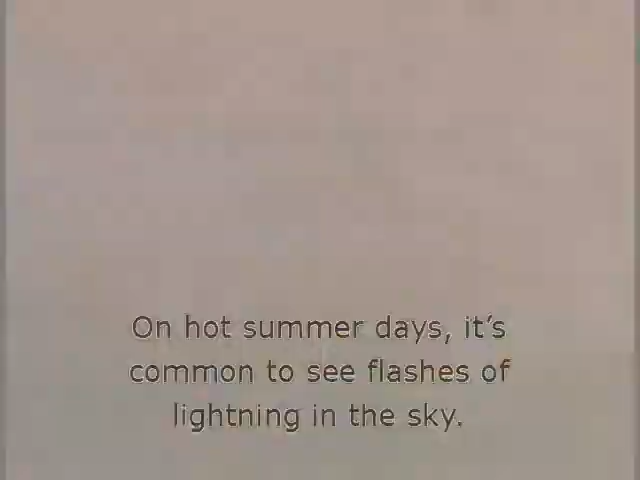 On hot summer days, it’s
common to see flashes of
lightning in the sky.